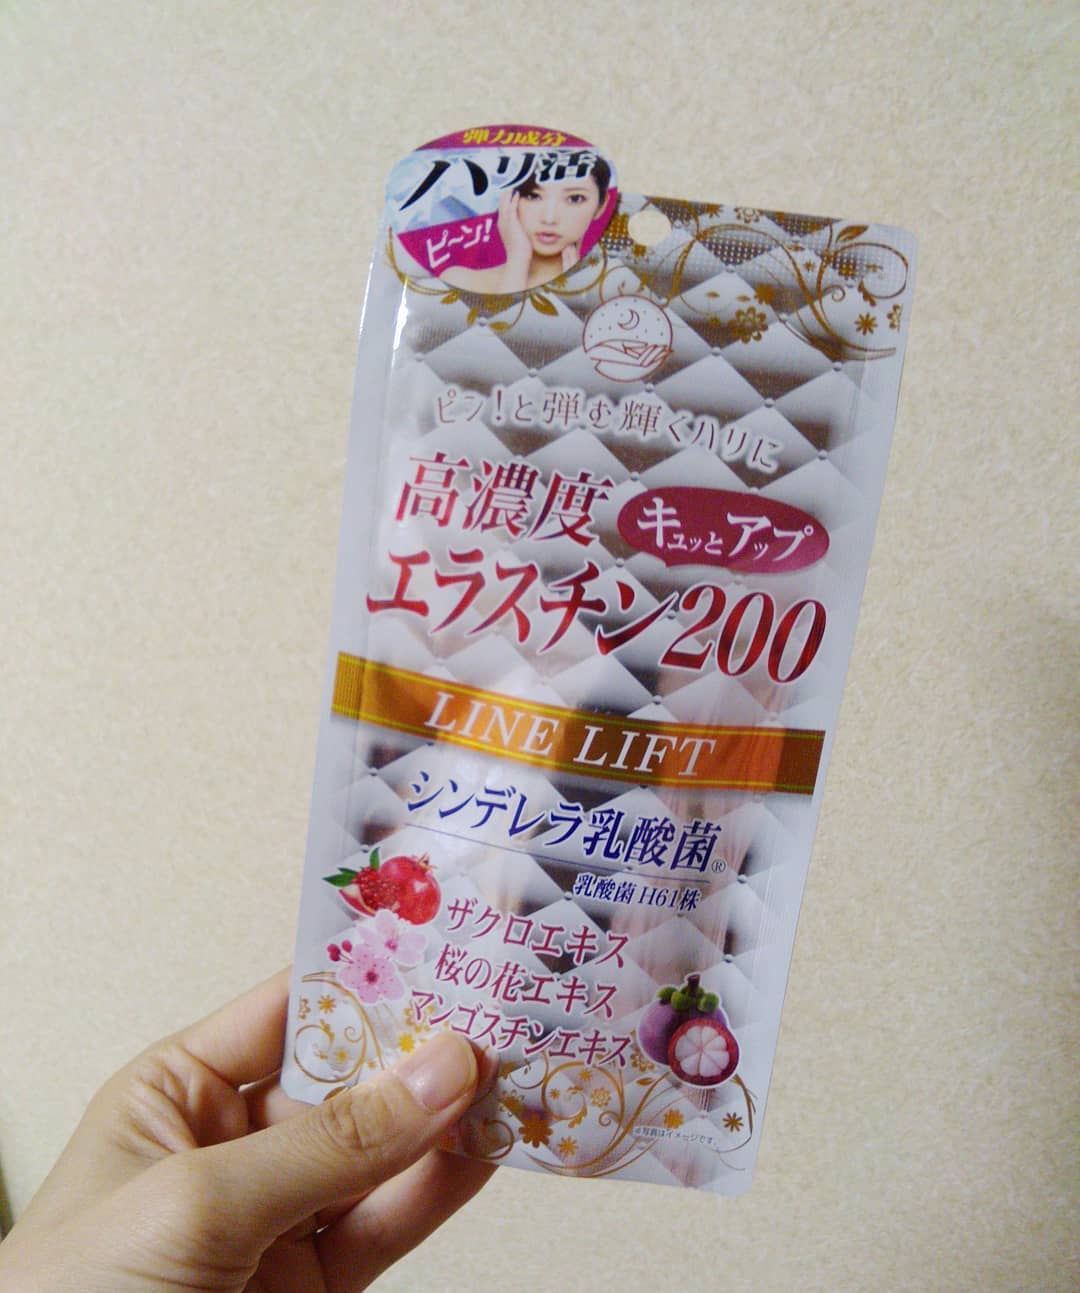 弾力成分
ハリ活
ピ〜ン!
ピン!と弾む輝くハリに
高濃度
キュッとアップ
エラスチン200
LINE LIFT
シンデレラ乳酸菌®
乳酸菌H61株
ザクロエキス
桜の花エキス
マンゴスチンエキス
※写真はイメージです。